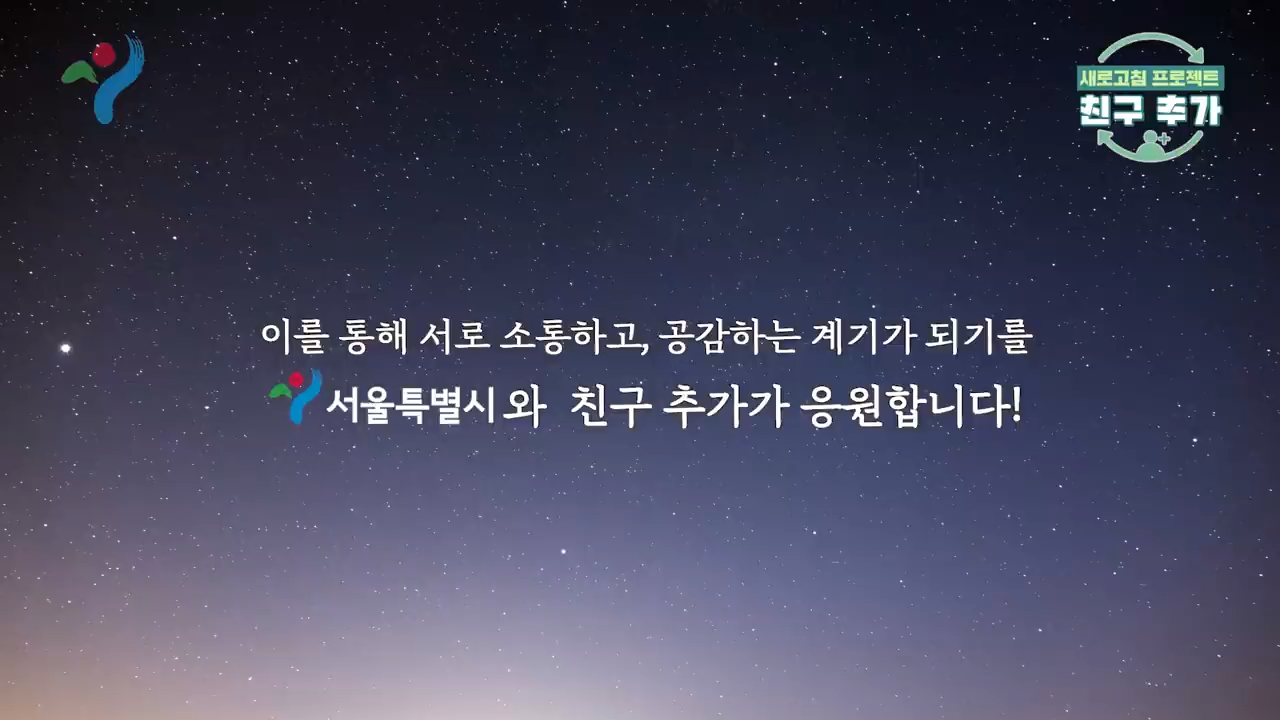 새로고침 프로젝트
친구 추가
이를 통해 서로 소통하고, 공감하는 계기가 되기를
서울특별시와 친구 추가가 응원합니다!